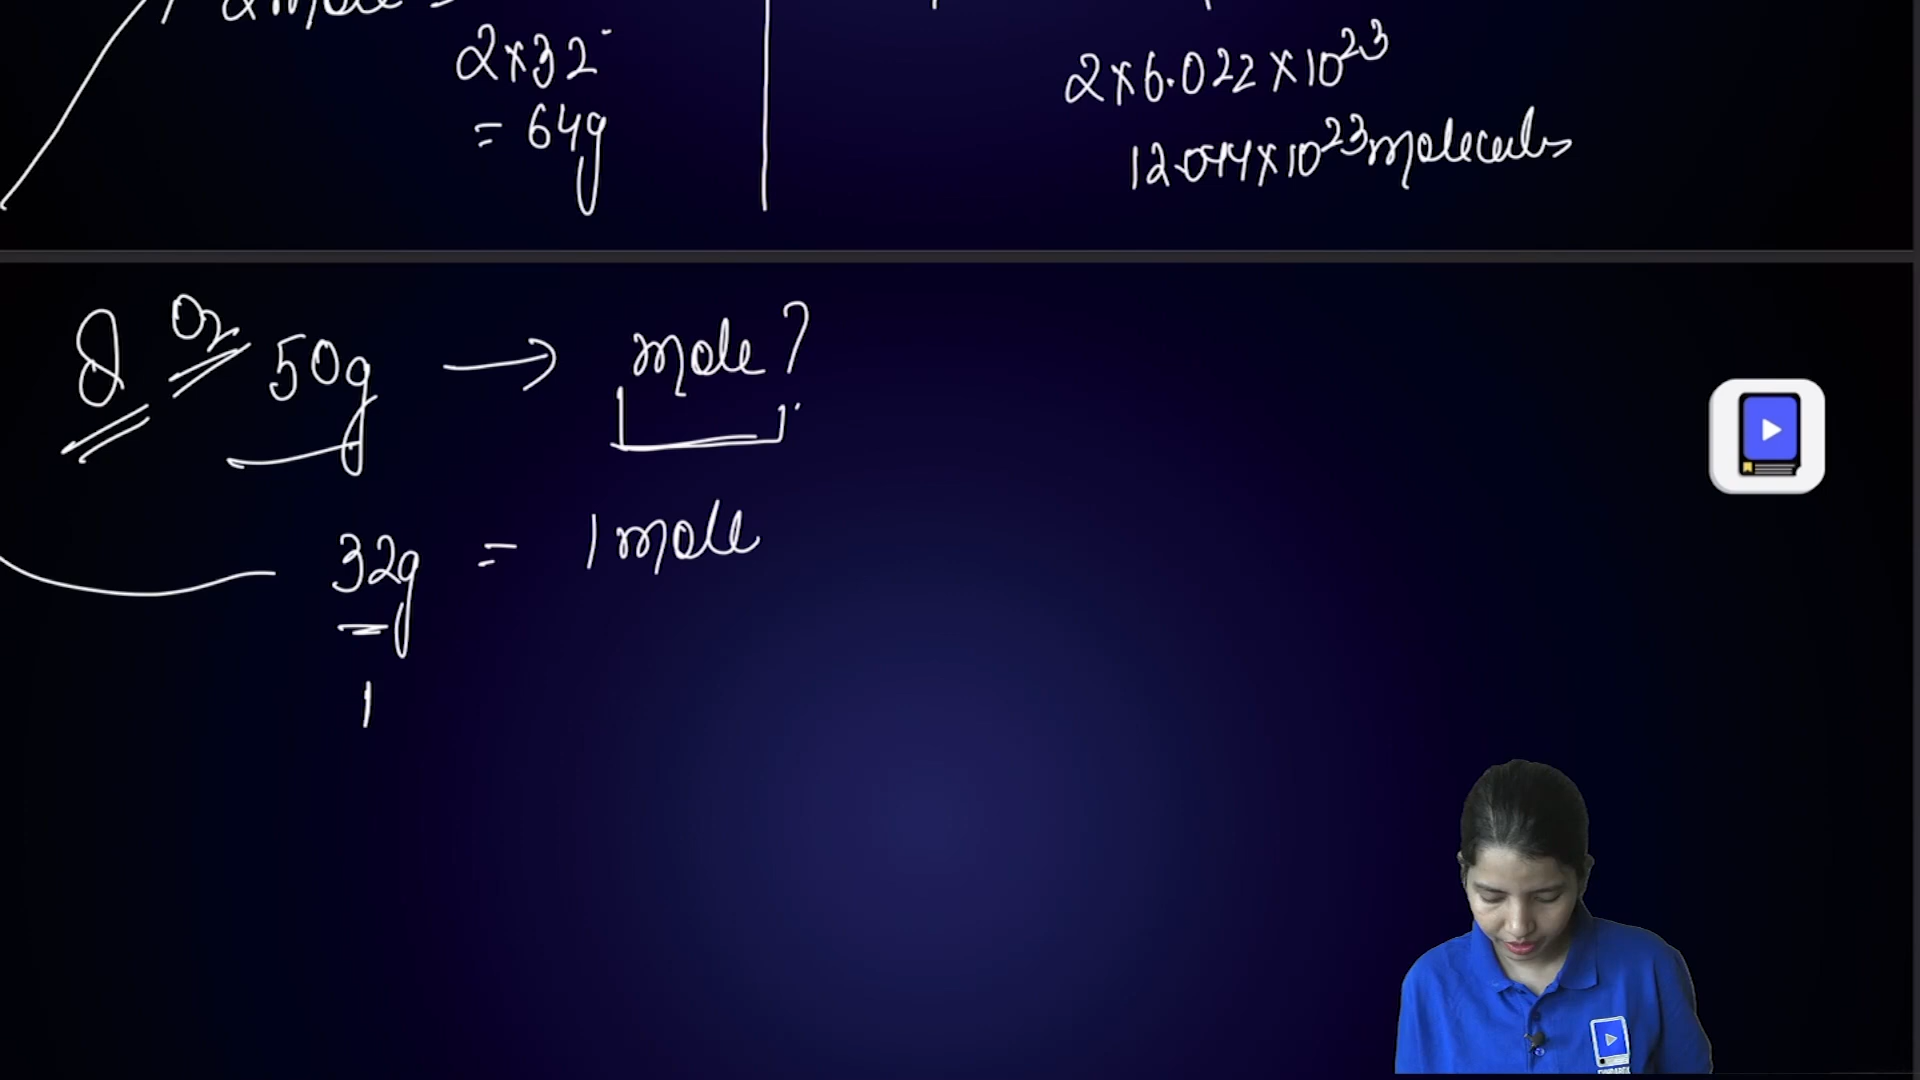 2×32
= 64g
2×6.022×10²³
12.044×10²³ molecules
Q O₂ 50g → mole?
32g = 1 mole
1